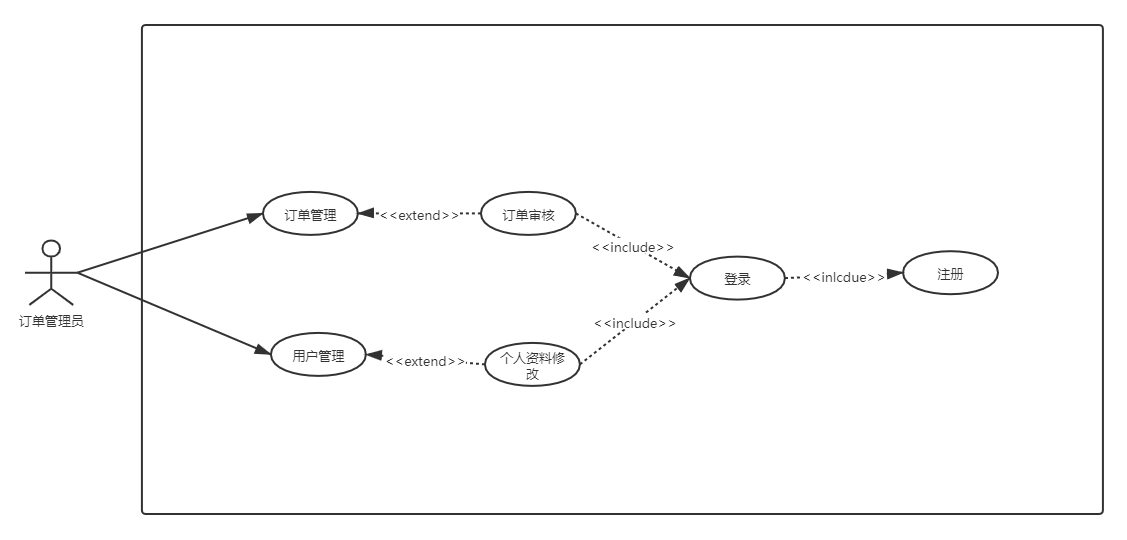 订单管理
<<extend>>
订单审核
<<include>>
登录
<<inlcdue>>
注册
订单管理员
<<include>>
用户管理
<<extend>>
个人资料修
改